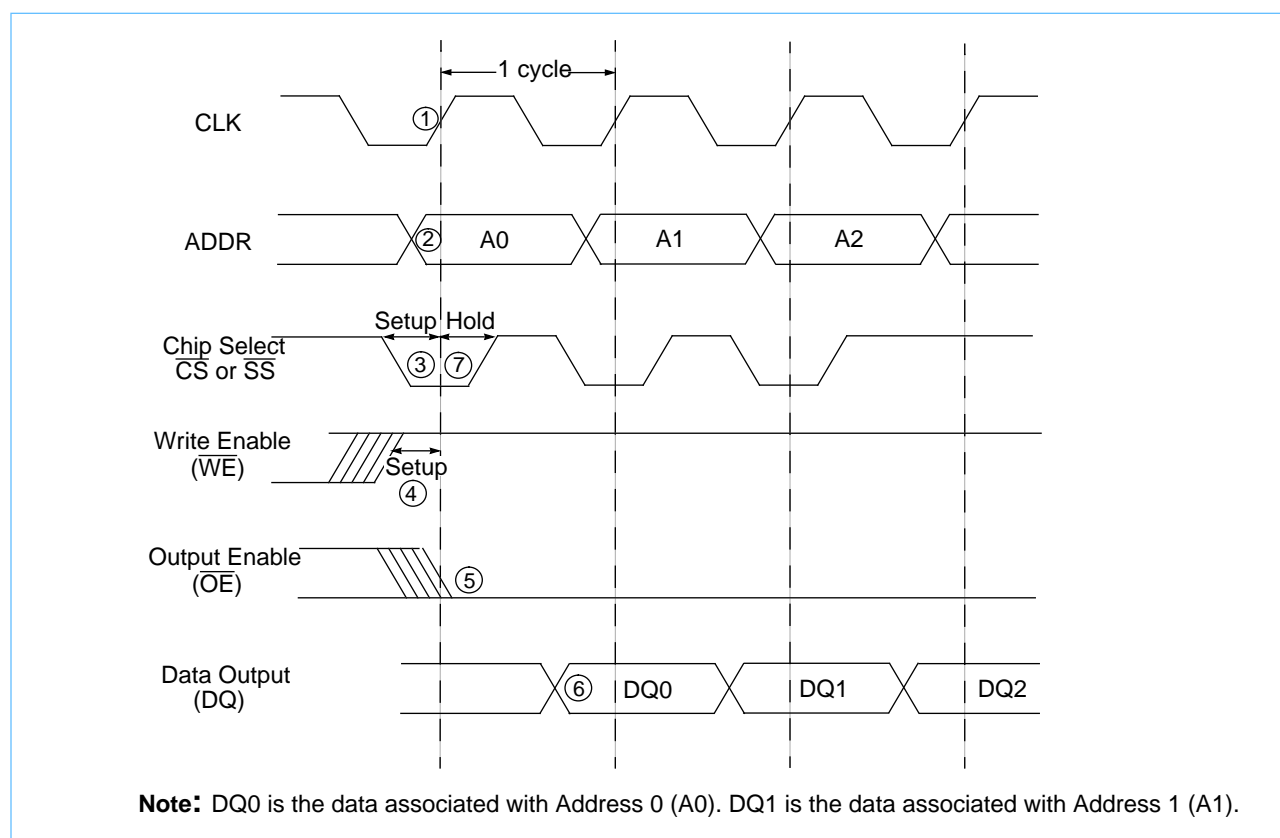 1 cycle
CLK
①
ADDR
②
A0
A1
A2
Setup
Hold
Chip Select
CS or SS
③
⑦
Write Enable
(WE)
Setup
④
Output Enable
(OE)
⑤
Data Output
(DQ)
⑥
DQ0
DQ1
DQ2
Note: DQ0 is the data associated with Address 0 (A0). DQ1 is the data associated with Address 1 (A1).